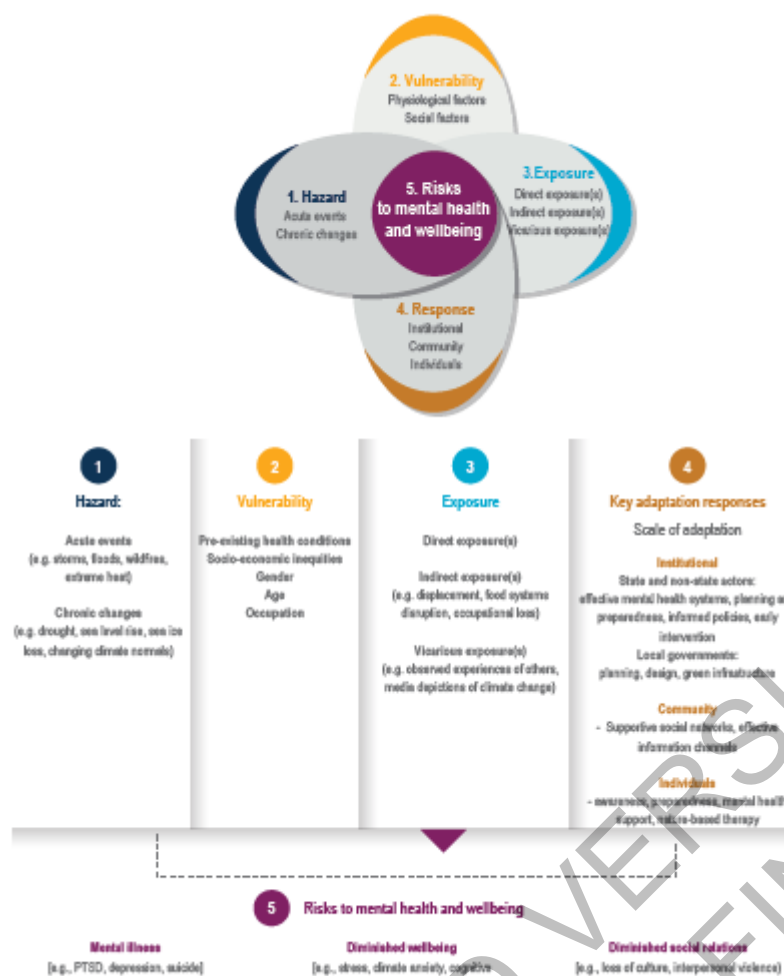 2. Vulnerability
Physiological factors
Social factors
1. Hazard
Acute events
Chronic changes
5. Risks
to mental health
and wellbeing
3.Exposure
Direct exposure(s)
Indirect exposure(s)
Vicarious exposure(s)
4. Response
Institutional
Community
Individuals
1
Hazard:
Acute events
(e.g. storms, floods, wildfires,
extreme heat)
Chronic changes
(e.g. drought, sea level rise, sea ice
loss, changing climate normals)
2
Vulnerability
Pre-existing health conditions
Socio-economic inequities
Gender
Age
Occupation
3
Exposure
Direct exposure(s)
Indirect exposure(s)
(e.g. displacement, food systems
disruption, occupational loss)
Vicarious exposure(s)
(e.g. observed experiences of others,
media depictions of climate change)
4
Key adaptation responses
Scale of adaptation
Institutional
State and non-state actors:
effective mental health systems, planning
preparedness, informed policies, early
intervention
Local governments:
planning, design, green infrastructure
Community
- Supportive social networks, effective
information channels
Individuals
- awareness, preparedness, mental health
support, nature-based therapy
5 Risks to mental health and wellbeing
Mental illness
[e.g., PTSD, depression, suicide]
Diminished wellbeing
[e.g., stress, climate anxiety, cognitive
Diminished social relations
[e.g., loss of culture, interpersonal violence]